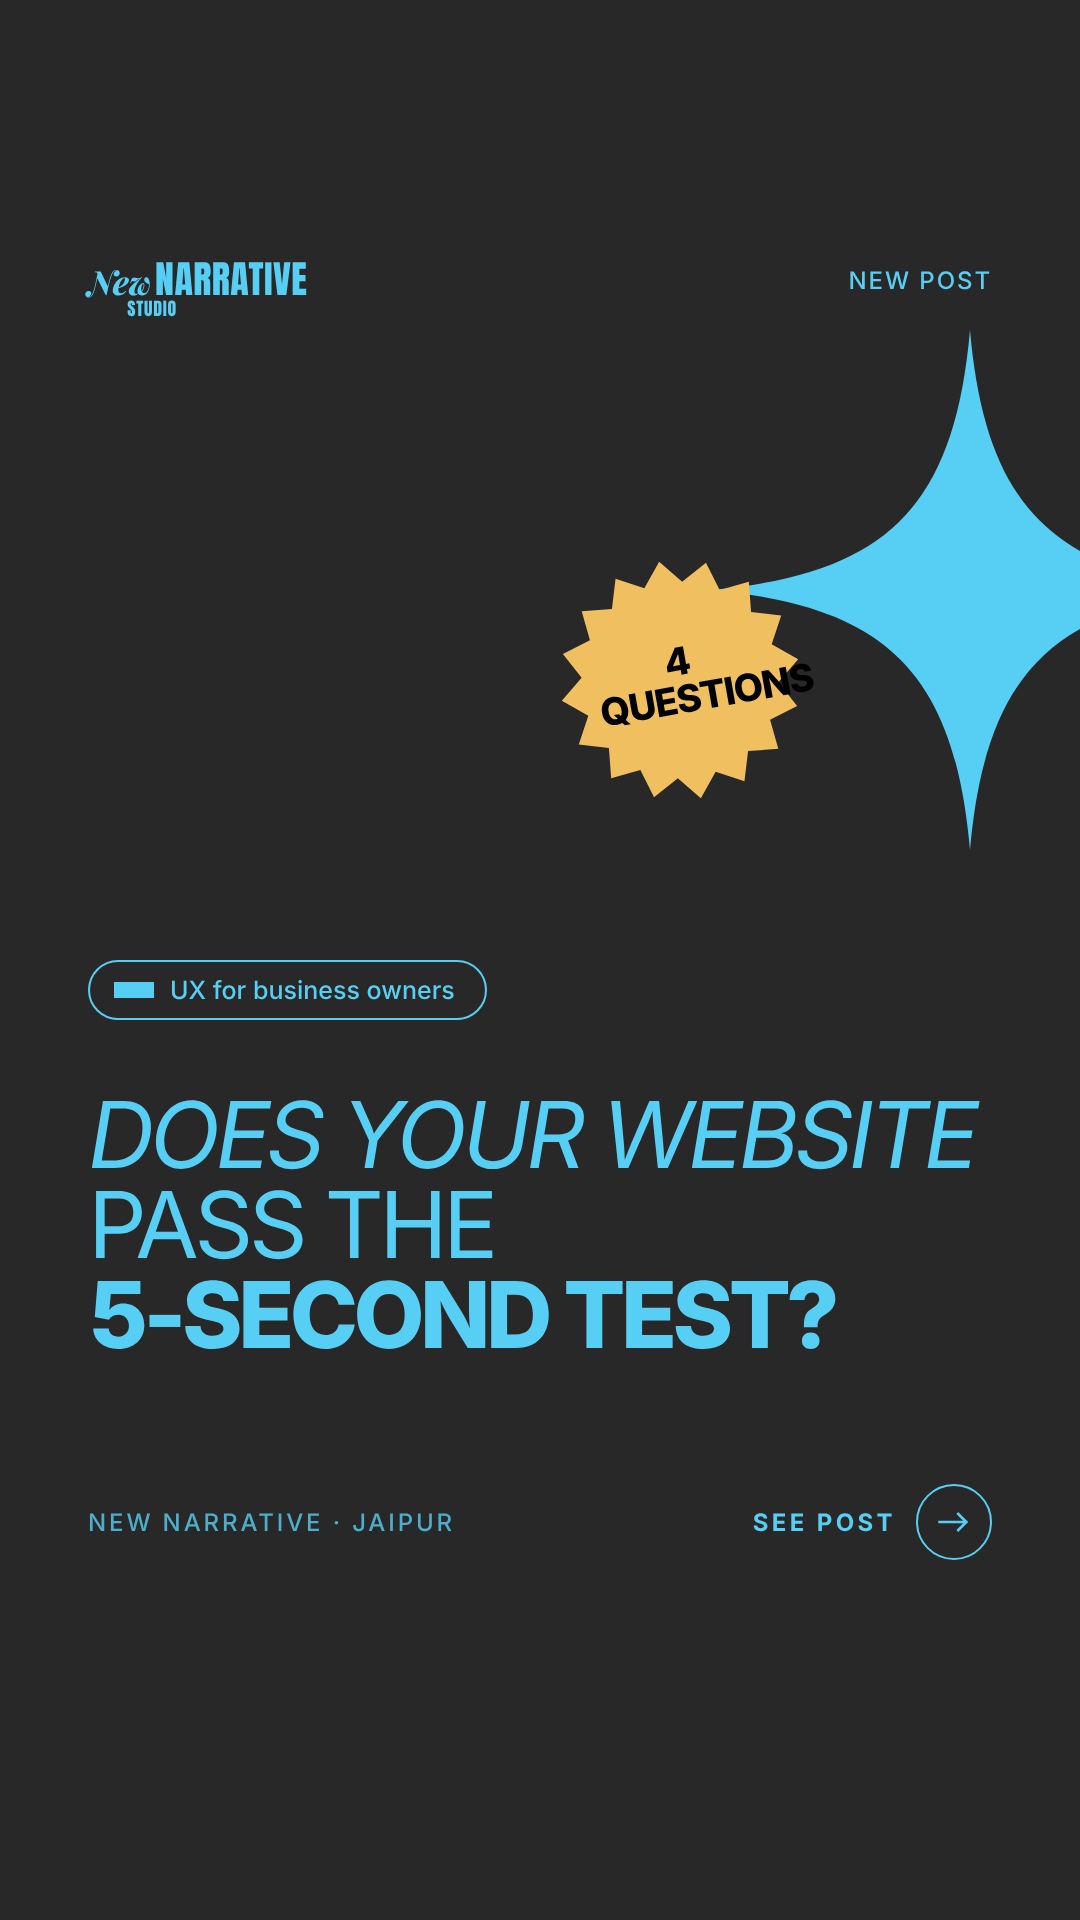 New NARRATIVE
STUDIO
NEW POST
4
QUESTIONS
UX for business owners
DOES YOUR WEBSITE
PASS THE
5-SECOND TEST?
NEW NARRATIVE · JAIPUR
SEE POST →